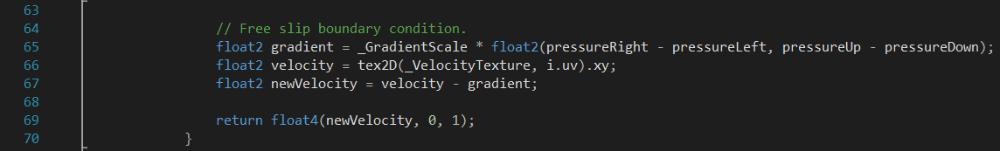 63
64 // Free slip boundary condition.
65 float2 gradient = _GradientScale * float2(pressureRight - pressureLeft, pressureUp - pressureDown);
66 float2 velocity = tex2D(_VelocityTexture, i.uv).xy;
67 float2 newVelocity = velocity - gradient;
68
69 return float4(newVelocity, 0, 1);
70 }